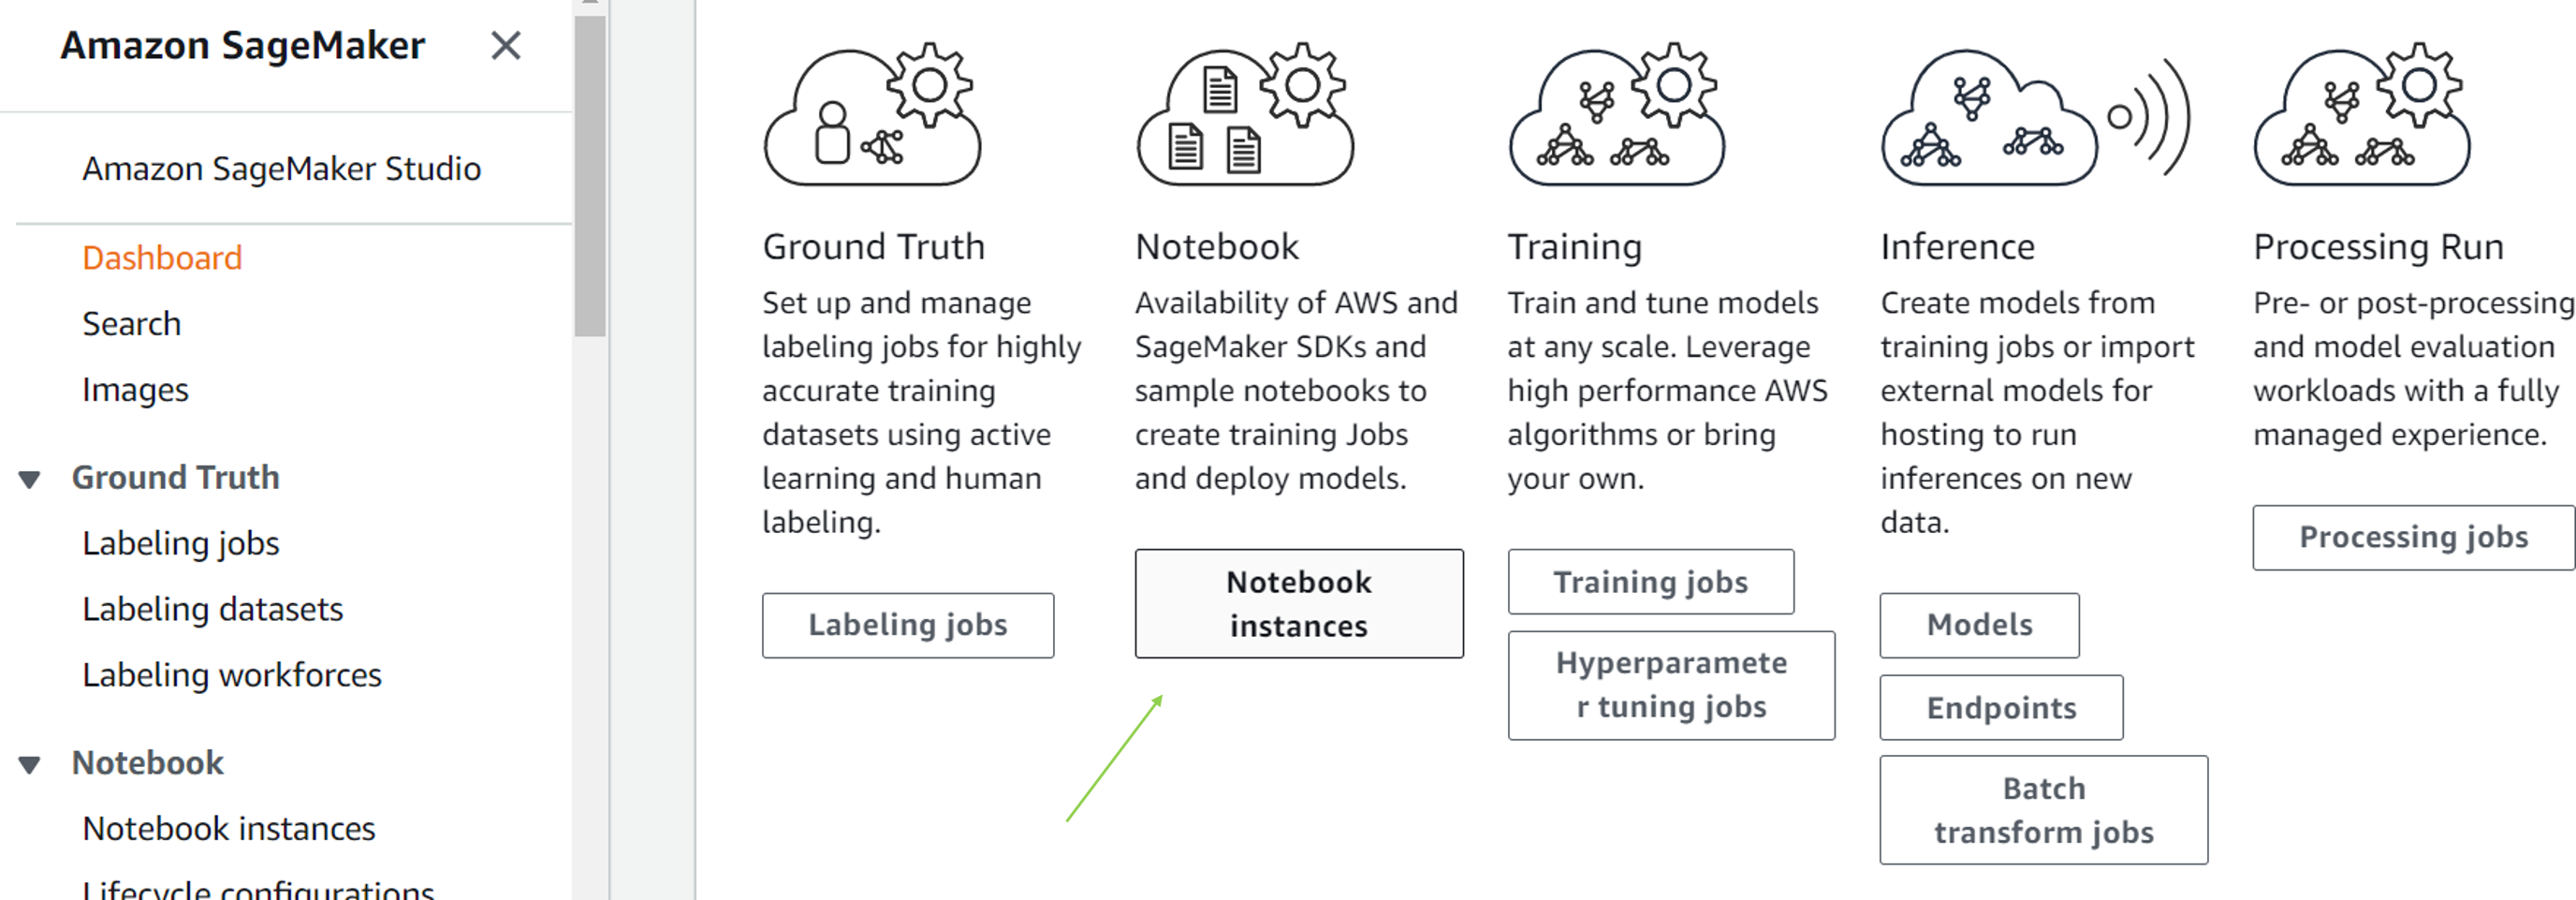 Amazon SageMaker
Amazon SageMaker Studio
Dashboard
Search
Images
Ground Truth
Labeling jobs
Labeling datasets
Labeling workforces
Notebook
Notebook instances
Lifecycle configurations
Ground Truth
Set up and manage
labeling jobs for highly
accurate training
datasets using active
learning and human
labeling.
Labeling jobs
Notebook
Availability of AWS and
SageMaker SDKs and
sample notebooks to
create training Jobs
and deploy models.
Notebook
instances
Training
Train and tune models
at any scale. Leverage
high performance AWS
algorithms or bring
your own.
Training jobs
Hyperparamete
r tuning jobs
Inference
Create models from
training jobs or import
external models for
hosting to run
inferences on new
data.
Models
Endpoints
Batch
transform jobs
Processing Run
Pre- or post-processing
and model evaluation
workloads with a fully
managed experience.
Processing jobs